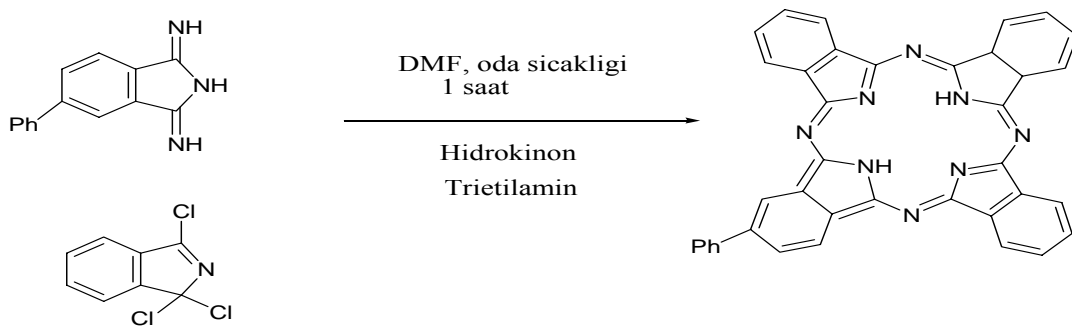 NH
NH
NH
Ph
Cl
N
Cl
Cl
DMF, oda sicakligi
1 saat
Hidrokinon
Trietilamin
N
N
HN
N
N
NH
N
N
Ph